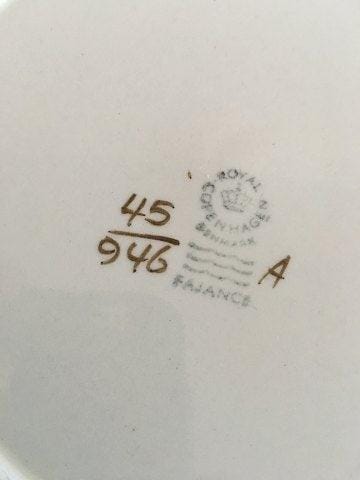 ROYAL
COPENHAGEN
DENMARK
45
946
A
FAJANCE